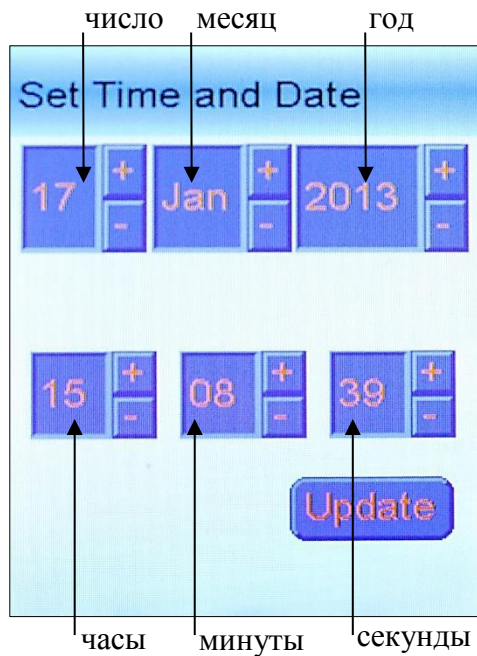 число месяц год
Set Time and Date
17 + Jan + 2013 +
- - -
15 + 08 + 39 +
- - -
Update
часы минуты секунды